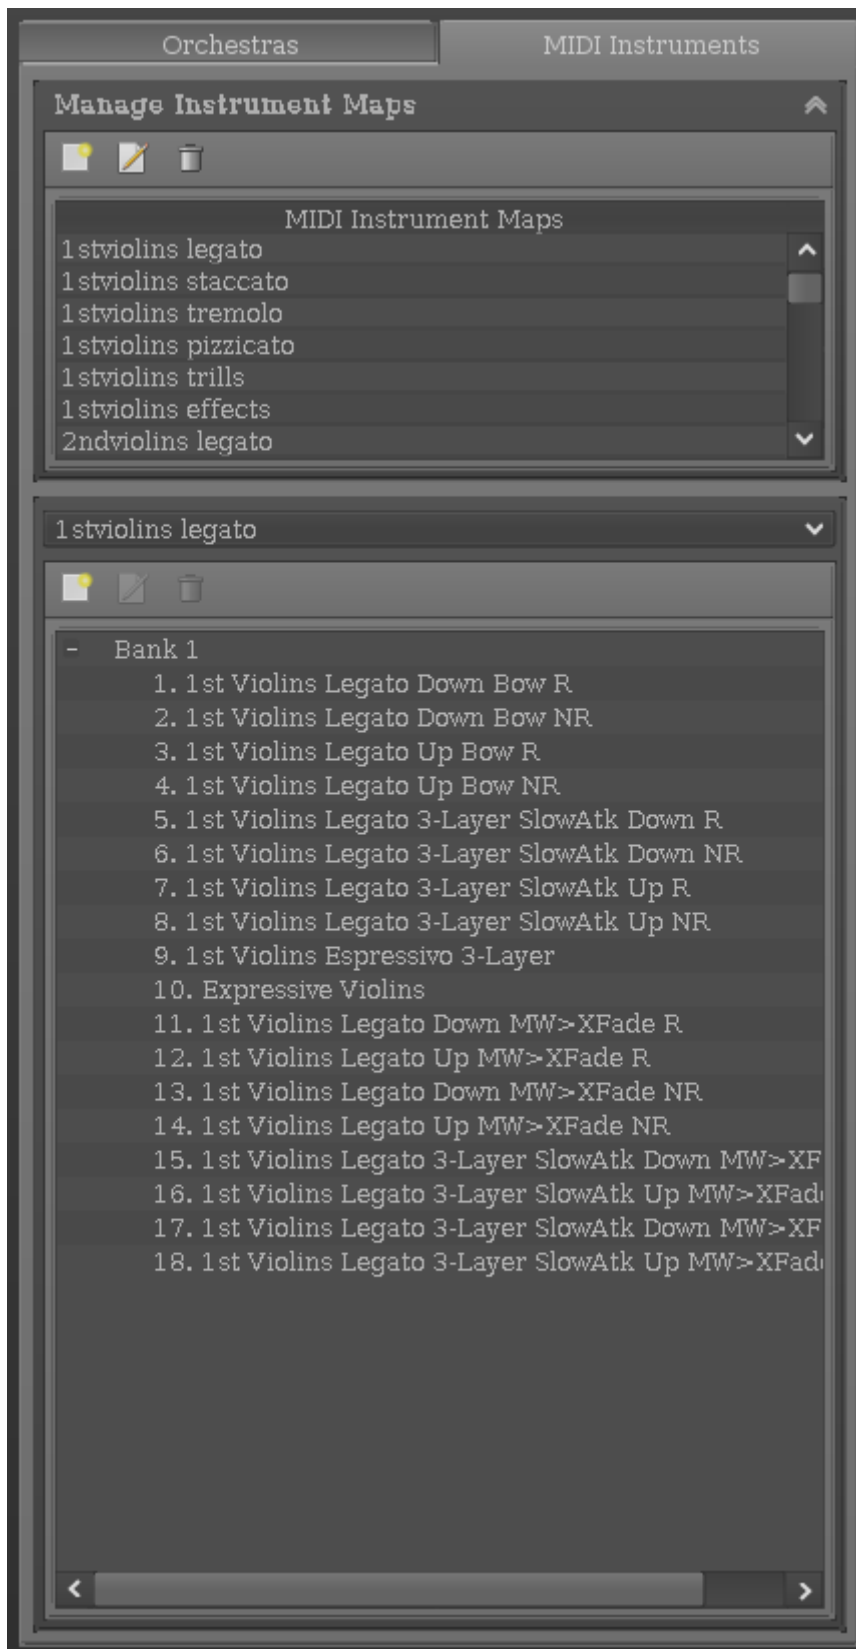 Orchestras
MIDI Instruments
Manage Instrument Maps
MIDI Instrument Maps
1stviolins legato
1stviolins staccato
1stviolins tremolo
1stviolins pizzicato
1stviolins trills
1stviolins effects
2ndviolins legato
1stviolins legato
- Bank 1
1. 1st Violins Legato Down Bow R
2. 1st Violins Legato Down Bow NR
3. 1st Violins Legato Up Bow R
4. 1st Violins Legato Up Bow NR
5. 1st Violins Legato 3-Layer SlowAtk Down R
6. 1st Violins Legato 3-Layer SlowAtk Down NR
7. 1st Violins Legato 3-Layer SlowAtk Up R
8. 1st Violins Legato 3-Layer SlowAtk Up NR
9. 1st Violins Espressivo 3-Layer
10. Expressive Violins
11. 1st Violins Legato Down MW>XFade R
12. 1st Violins Legato Up MW>XFade R
13. 1st Violins Legato Down MW>XFade NR
14. 1st Violins Legato Up MW>XFade NR
15. 1st Violins Legato 3-Layer SlowAtk Down MW>XF
16. 1st Violins Legato 3-Layer SlowAtk Up MW>XFad
17. 1st Violins Legato 3-Layer SlowAtk Down MW>XF
18. 1st Violins Legato 3-Layer SlowAtk Up MW>XFad